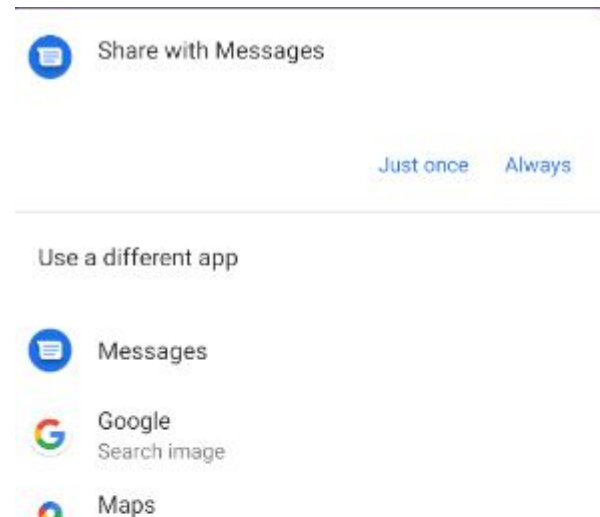 Share with Messages
Just once Always
Use a different app
Messages
Google
Search image
Maps